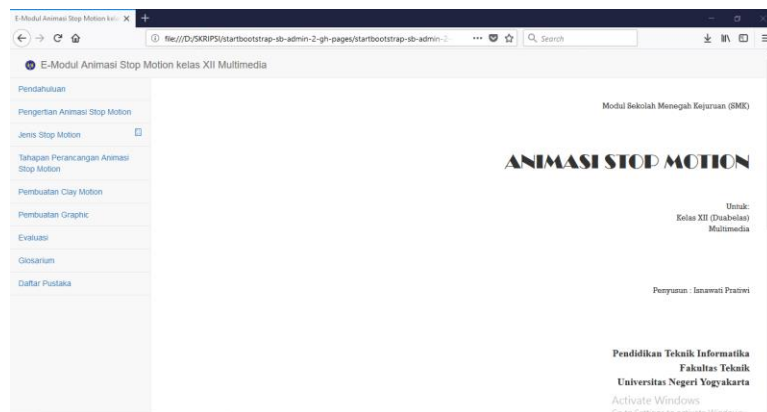 E-Modul Animasi Stop Motion kela
file:///D:/SKRIPSI/startbootstrap-sb-admin-2-gh-pages/startbootstrap-sb-admin-2-
Search
E-Modul Animasi Stop Motion kelas XII Multimedia
Pendahuluan
Pengertian Animasi Stop Motion
Jenis Stop Motion
Tahapan Perancangan Animasi
Stop Motion
Pembuatan Clay Motion
Pembuatan Graphic
Evaluasi
Glosarium
Daftar Pustaka
Modul Sekolah Menegah Kejuruan (SMK)
ANIMASI STOP MOTION
Untuk:
Kelas XII (Duabelas)
Multimedia
Penyusun : Isnawati Pratiwi
Pendidikan Teknik Informatika
Fakultas Teknik
Universitas Negeri Yogyakarta
Activate Windows